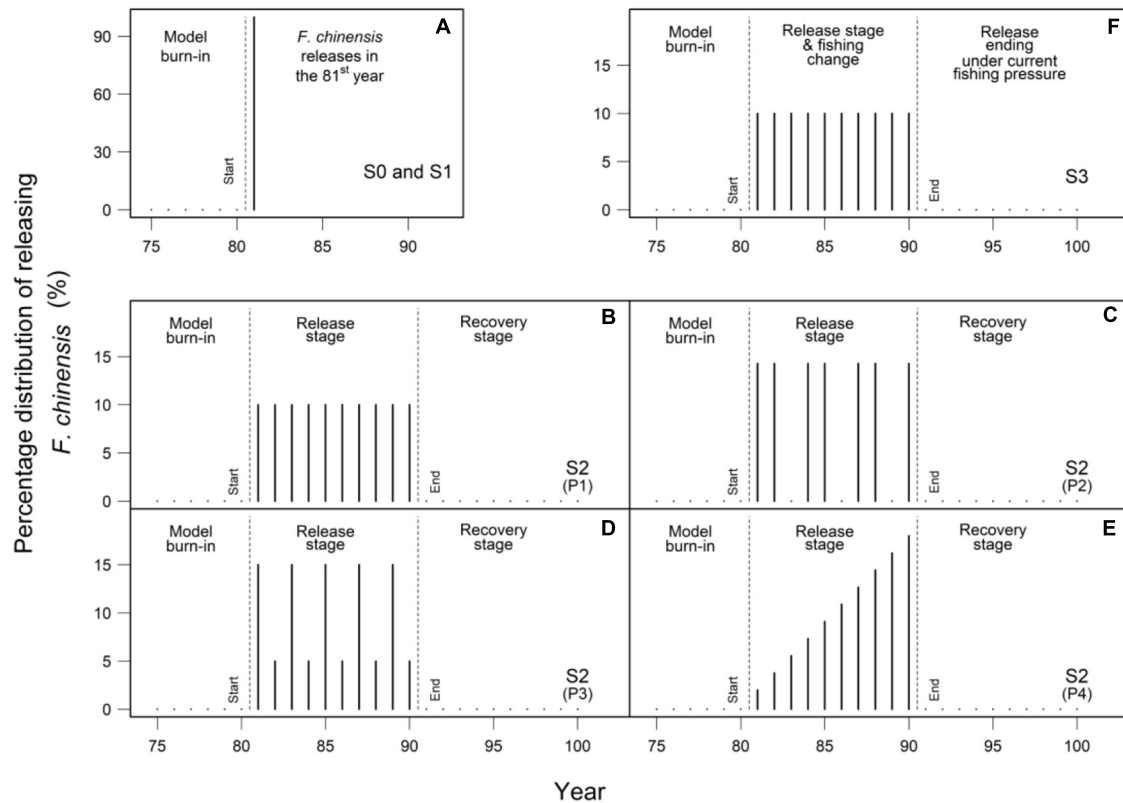 Percentage distribution of releasing
F. chinensis (%)
A
Model
burn-in
F. chinensis
releases in
the 81st year
Start
S0 and S1
90
60
30
0
75 80 85 90
F
Model
burn-in
Release stage
& fishing
change
Release
ending
under current
fishing pressure
Start
End
S3
15
10
5
0
75 80 85 90 95 100
B
Model
burn-in
Release
stage
Recovery
stage
Start
End
S2
(P1)
15
10
5
0
C
Model
burn-in
Release
stage
Recovery
stage
Start
End
S2
(P2)
D
Model
burn-in
Release
stage
Recovery
stage
Start
End
S2
(P3)
15
10
5
0
75 80 85 90 95 100
E
Model
burn-in
Release
stage
Recovery
stage
Start
End
S2
(P4)
75 80 85 90 95 100
Year